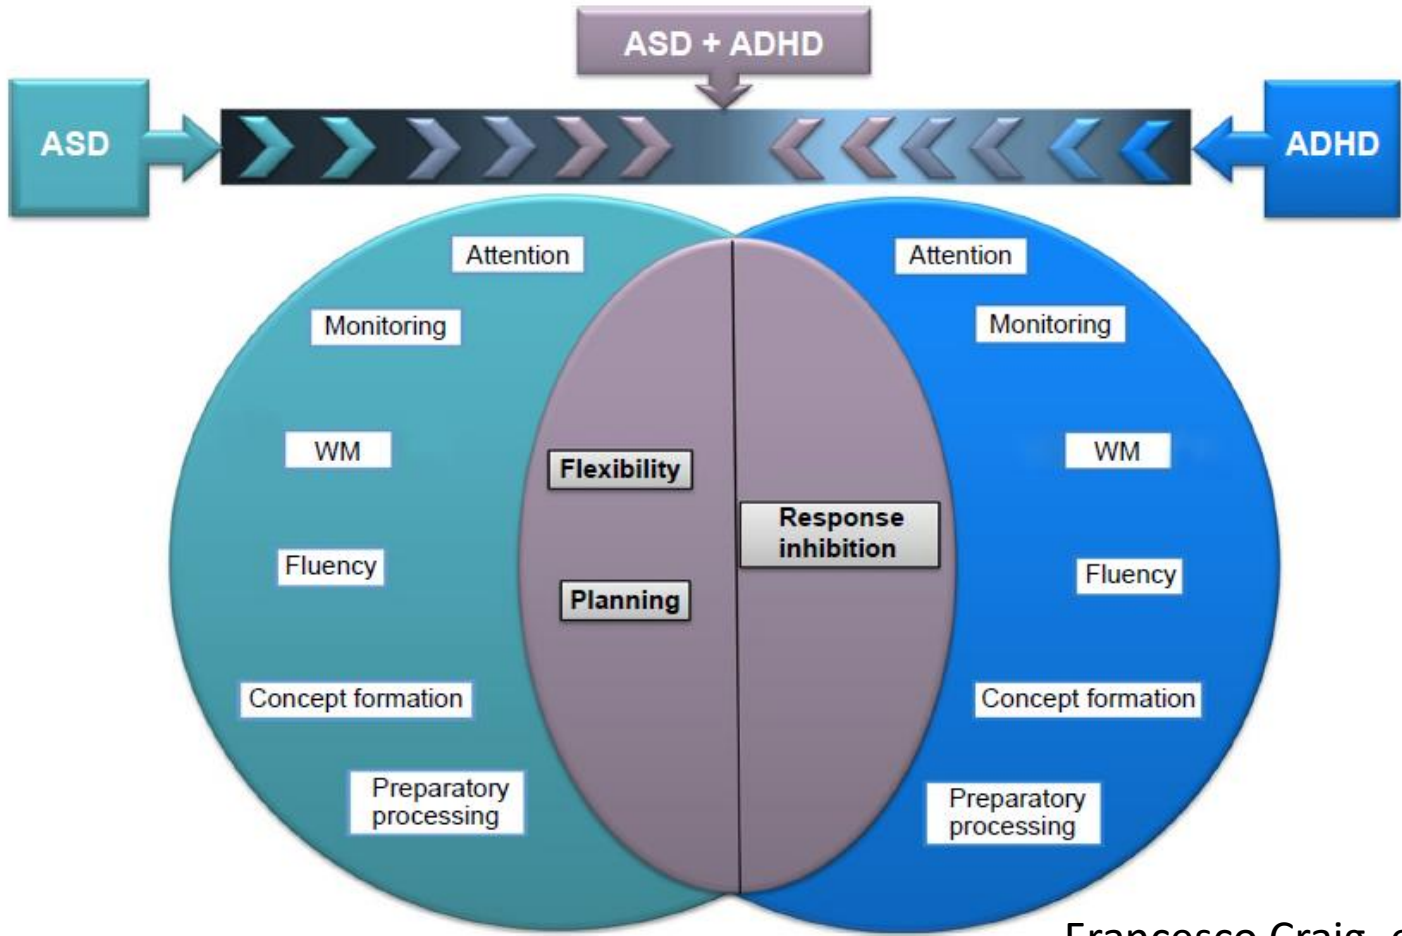 ASD + ADHD
ASD
ADHD
Attention
Monitoring
WM
Fluency
Concept formation
Preparatory
processing
Flexibility
Planning
Response
inhibition
Attention
Monitoring
WM
Fluency
Concept formation
Preparatory
processing
Francesco Craig,